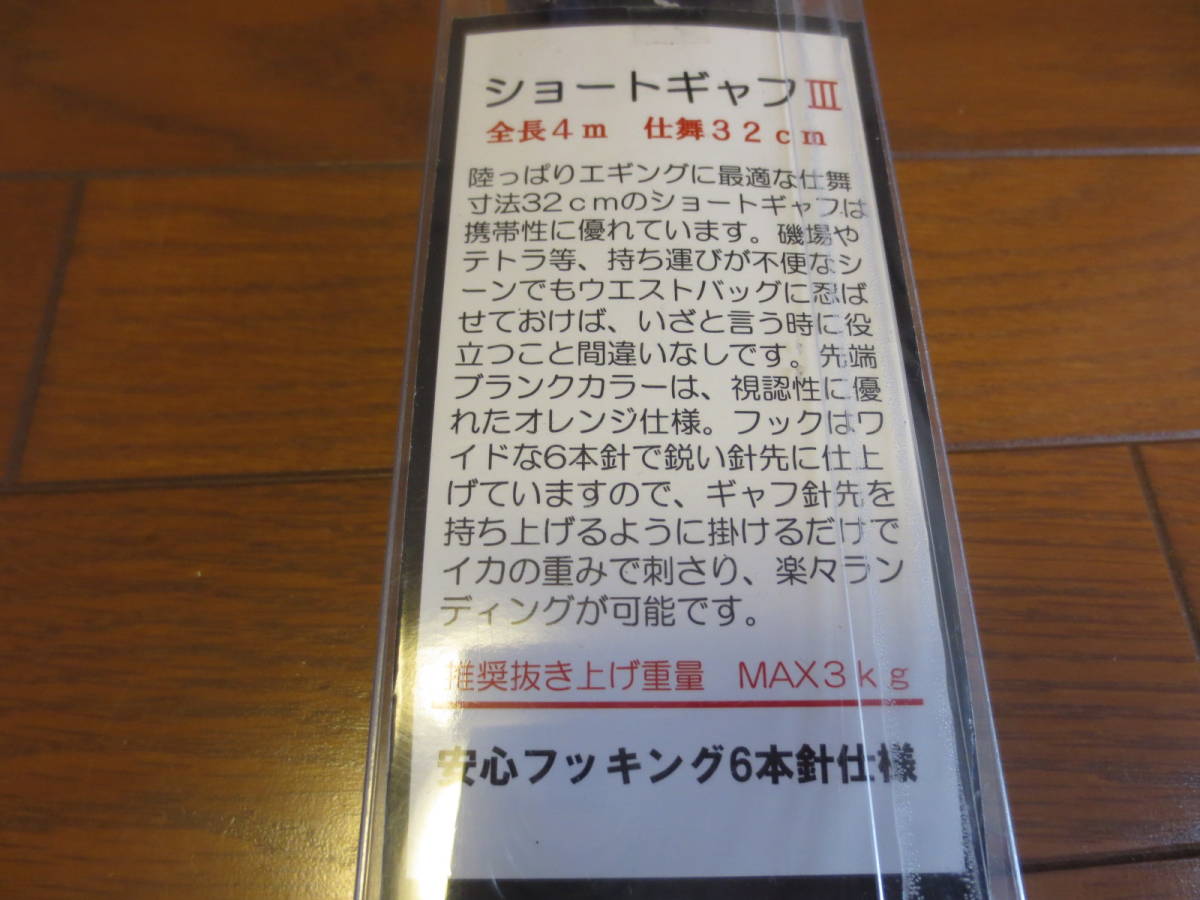 ショートギャフⅢ
全長4m 仕舞32cm
陸っぱりエギングに最適な仕舞
寸法32cmのショートギャフは
携帯性に優れています。磯場や
テトラ等、持ち運びが不便なシ
ーンでもウエストバッグに忍ば
せておけば、いざと言う時に役
立つこと間違いなしです。先端
ブランクカラーは、視認性に優
れたオレンジ仕様。フックはワ
イドな6本針で鋭い針先に仕上
げていますので、ギャフ針先を
持ち上げるように掛けるだけで
イカの重みで刺さり、楽々ラン
ディングが可能です。
推奨抜き上げ重量 MAX3kg
安心フッキング6本針仕様